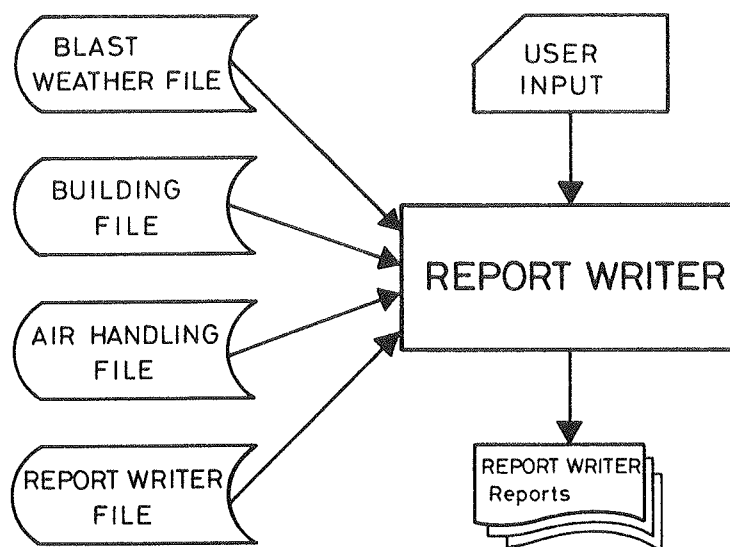 BLAST
WEATHER FILE
USER
INPUT
BUILDING
FILE
REPORT WRITER
AIR HANDLING
FILE
REPORT WRITER
FILE
REPORT WRITER
Reports